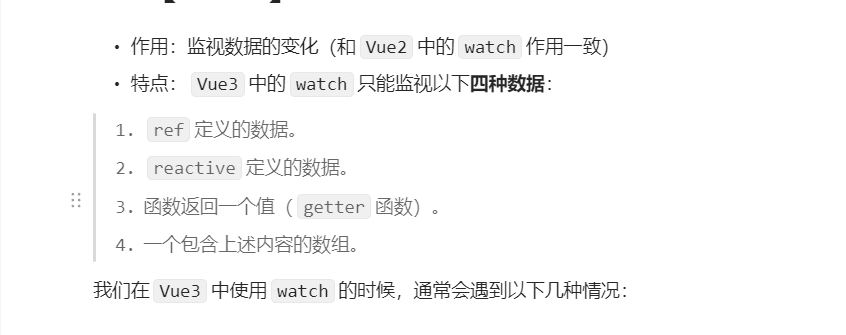 • 作用：监视数据的变化（和 Vue2 中的 watch 作用一致）
• 特点： Vue3 中的 watch 只能监视以下四种数据：
1. ref 定义的数据。
2. reactive 定义的数据。
3. 函数返回一个值（ getter 函数）。
4. 一个包含上述内容的数组。
我们在 Vue3 中使用 watch 的时候，通常会遇到以下几种情况：